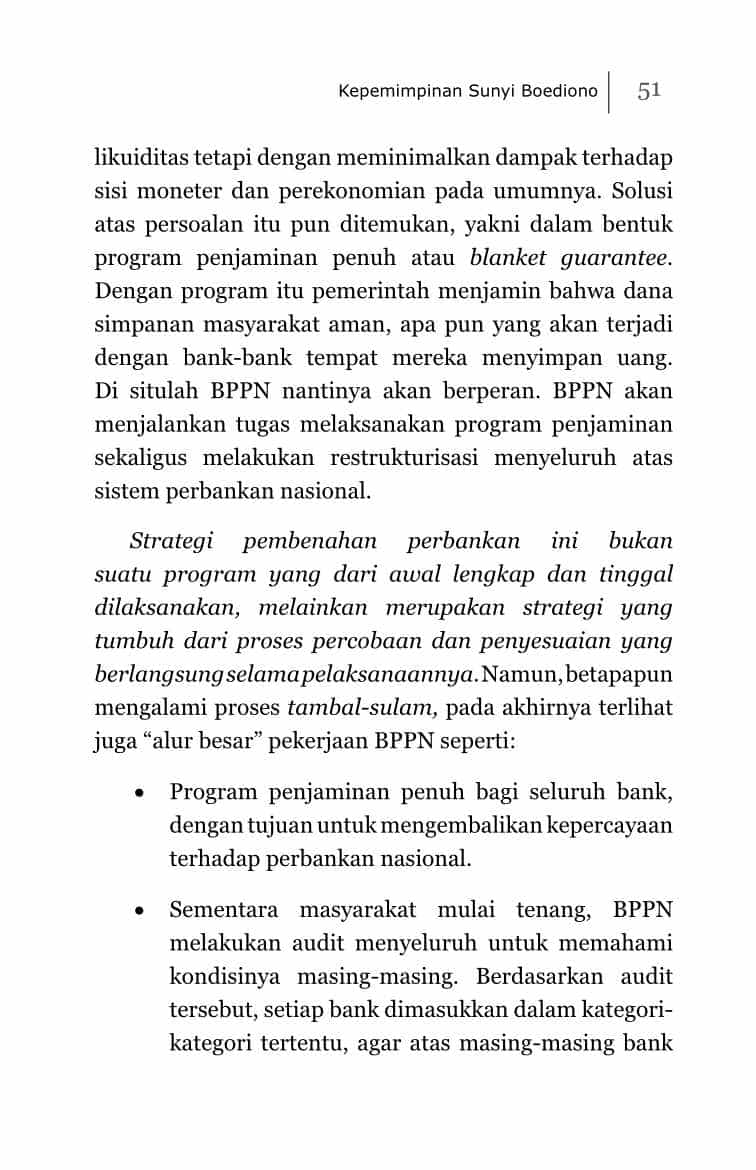 Kepemimpinan Sunyi Boediono 51
likuiditas tetapi dengan meminimalkan dampak terhadap
sisi moneter dan perekonomian pada umumnya. Solusi
atas persoalan itu pun ditemukan, yakni dalam bentuk
program penjaminan penuh atau blanket guarantee.
Dengan program itu pemerintah menjamin bahwa dana
simpanan masyarakat aman, apa pun yang akan terjadi
dengan bank-bank tempat mereka menyimpan uang.
Di situlah BPPN nantinya akan berperan. BPPN akan
menjalankan tugas melaksanakan program penjaminan
sekaligus melakukan restrukturisasi menyeluruh atas
sistem perbankan nasional.
Strategi pembenahan perbankan ini bukan
suatu program yang dari awal lengkap dan tinggal
dilaksanakan, melainkan merupakan strategi yang
tumbuh dari proses percobaan dan penyesuaian yang
berlangsung selama pelaksanaannya. Namun, betapapun
mengalami proses tambal-sulam, pada akhirnya terlihat
juga “alur besar” pekerjaan BPPN seperti:
• Program penjaminan penuh bagi seluruh bank,
dengan tujuan untuk mengembalikan kepercayaan
terhadap perbankan nasional.
• Sementara masyarakat mulai tenang, BPPN
melakukan audit menyeluruh untuk memahami
kondisinya masing-masing. Berdasarkan audit
tersebut, setiap bank dimasukkan dalam kategori-
kategori tertentu, agar atas masing-masing bank